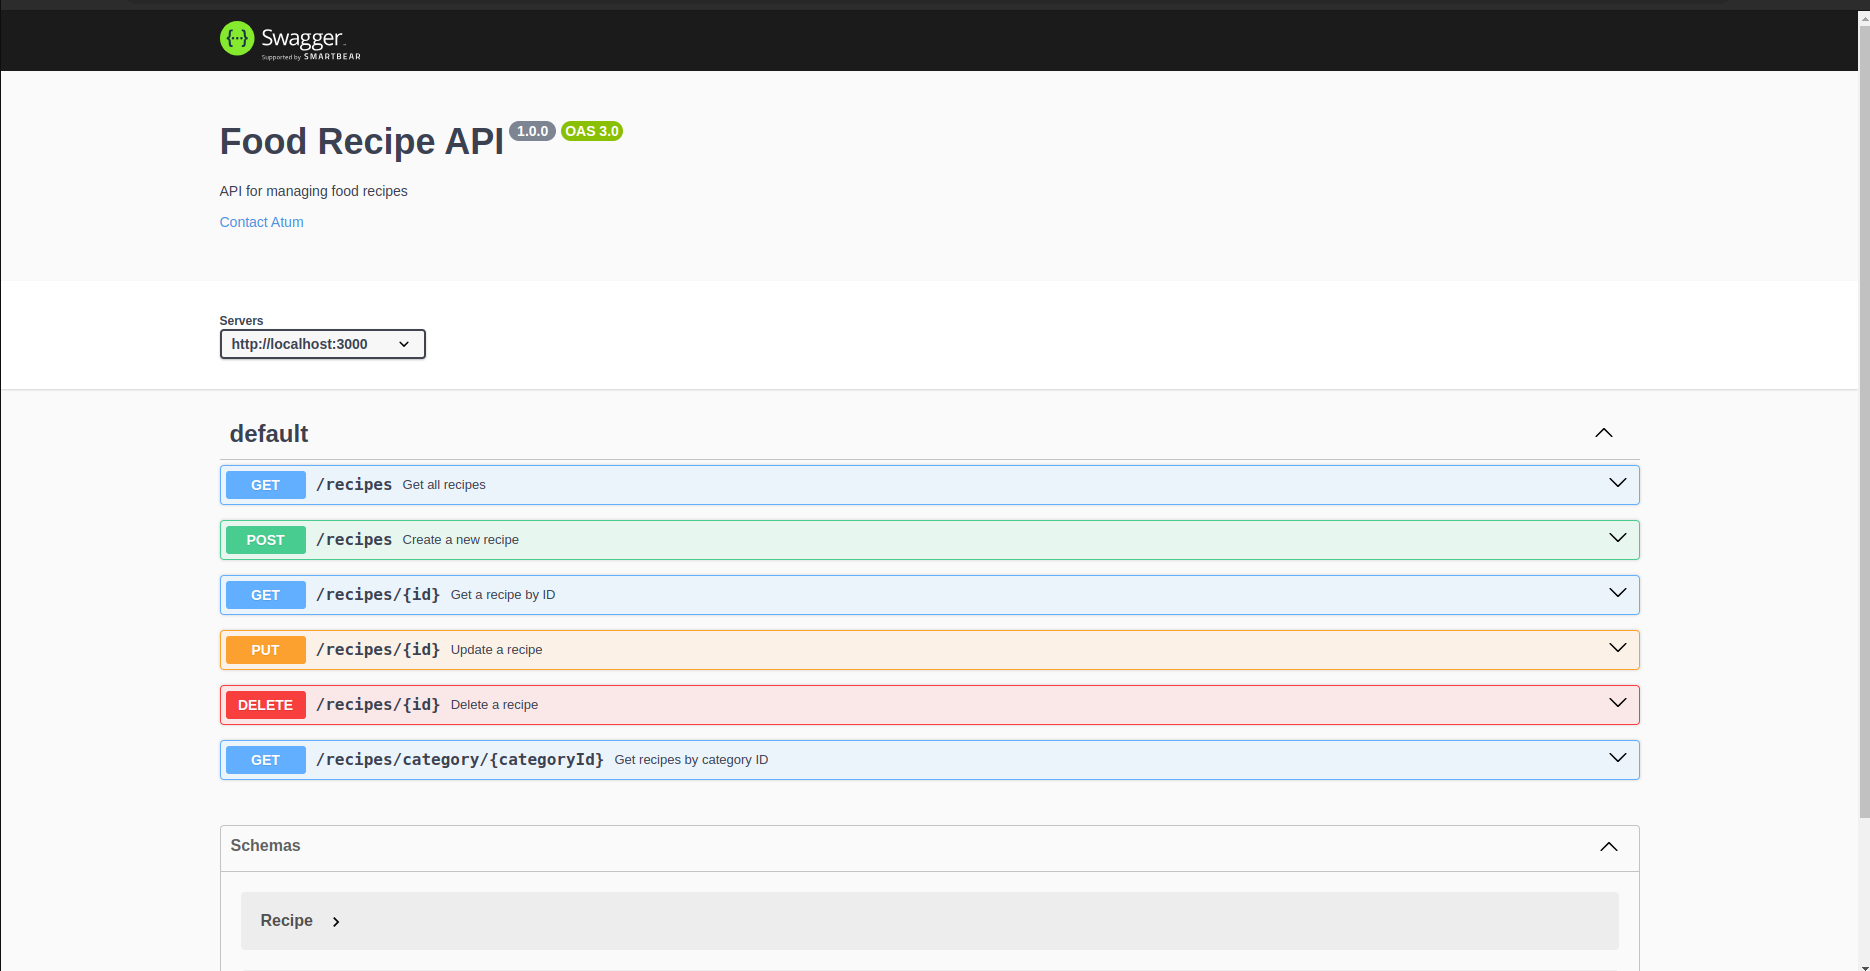 {···} Swagger
Supported by SMARTBEAR
Food Recipe API 1.0.0 OAS 3.0
API for managing food recipes
Contact Atum
Servers
http://localhost:3000
default
GET /recipes Get all recipes
POST /recipes Create a new recipe
GET /recipes/{id} Get a recipe by ID
PUT /recipes/{id} Update a recipe
DELETE /recipes/{id} Delete a recipe
GET /recipes/category/{categoryId} Get recipes by category ID
Schemas
Recipe